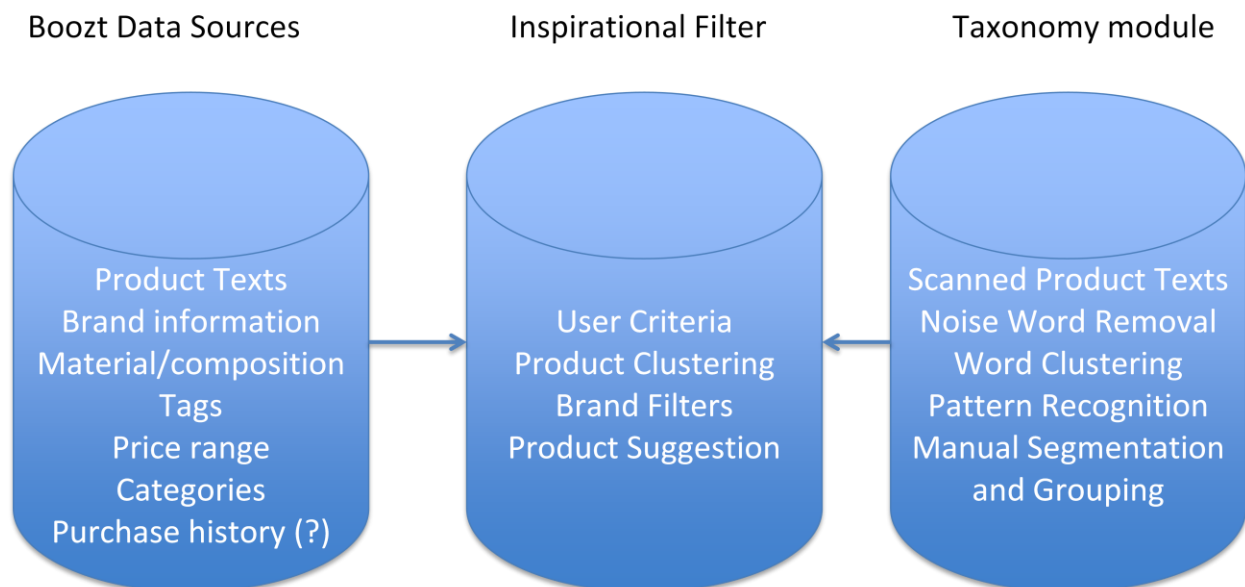 Boozt Data Sources
Inspirational Filter
Taxonomy module
Product Texts
Brand information
Material/composition
Tags
Price range
Categories
Purchase history (?)
User Criteria
Product Clustering
Brand Filters
Product Suggestion
Scanned Product Texts
Noise Word Removal
Word Clustering
Pattern Recognition
Manual Segmentation
and Grouping